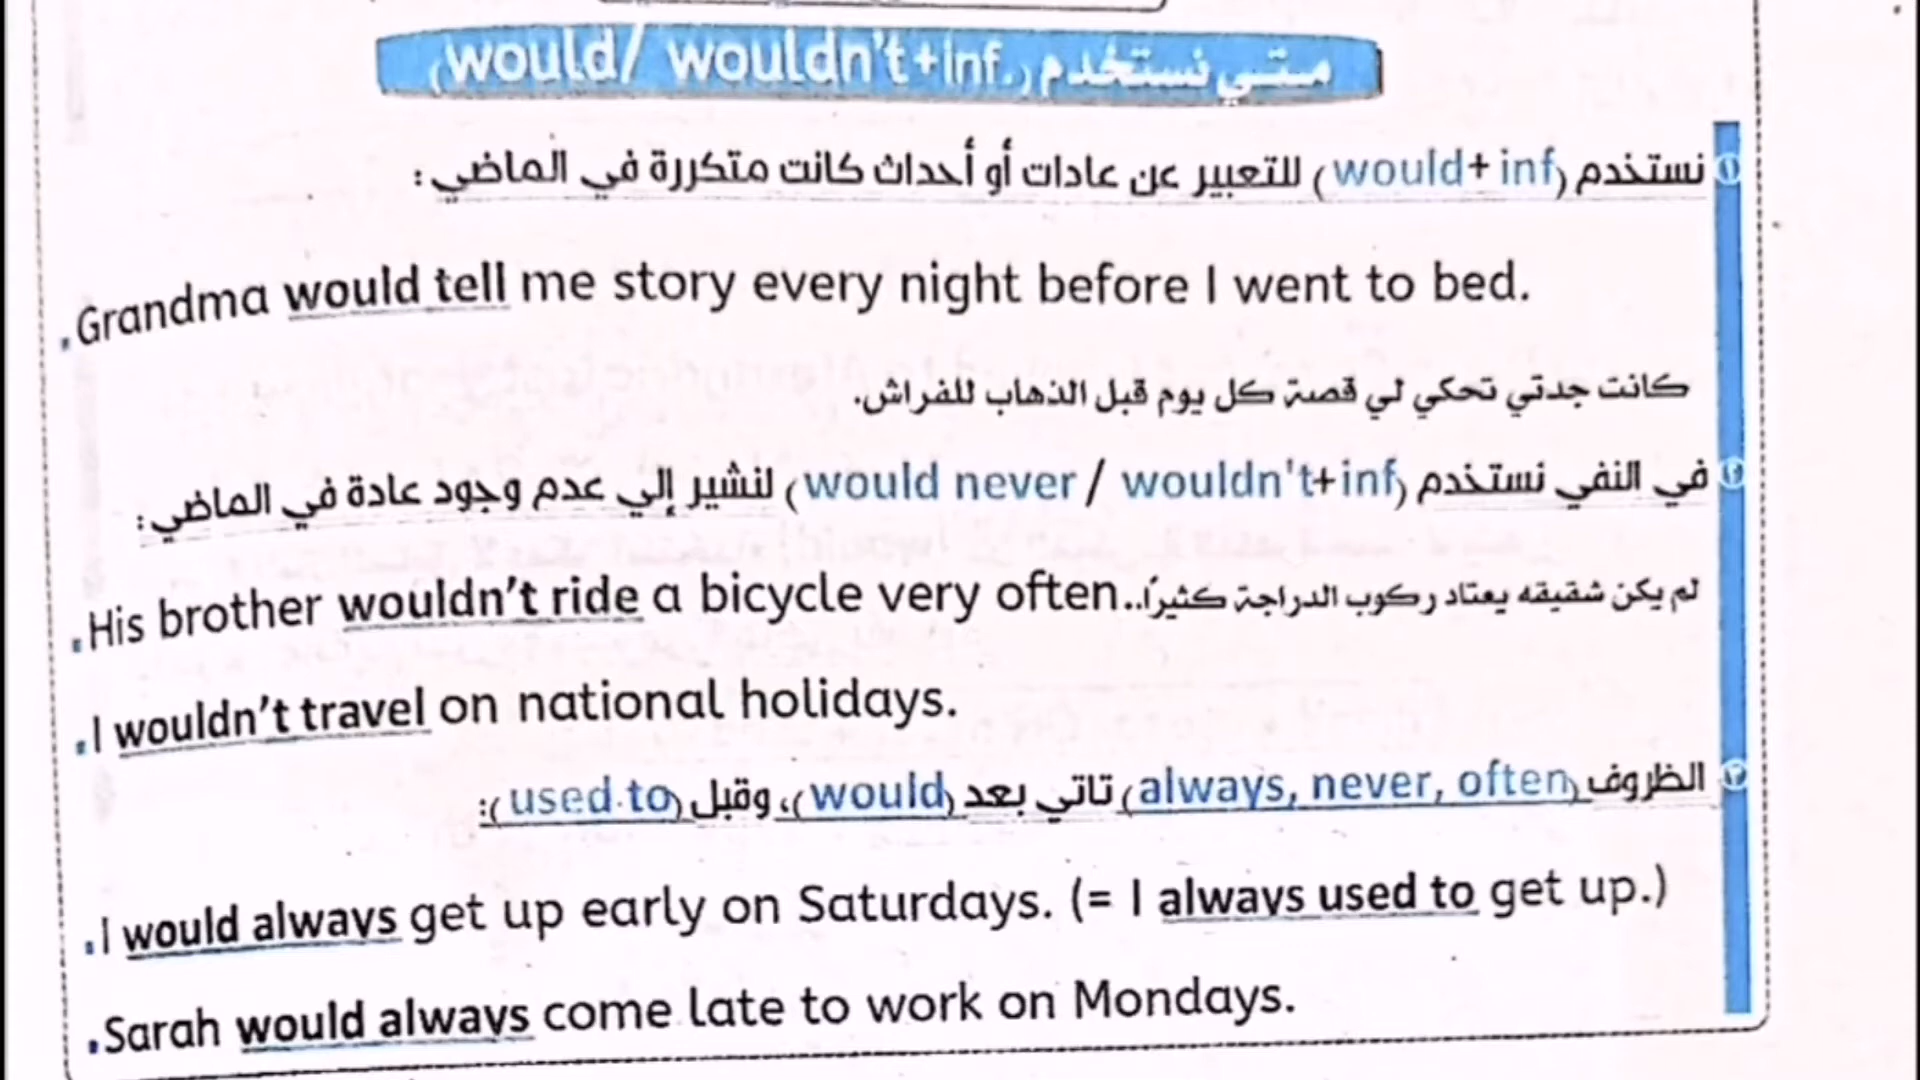 متى نستخدم (would/ wouldn't+inf.)
① نستخدم (would+ inf) للتعبير عن عادات أو أحداث كانت متكررة في الماضي :
Grandma would tell me story every night before I went to bed.
كانت جدتي تحكي لي قصة كل يوم قبل الذهاب للفراش.
② في النفي نستخدم (would never / wouldn't+inf) لنشير إلي عدم وجود عادة في الماضي :
His brother wouldn't ride a bicycle very often..لم يكن شقيقه يعتاد ركوب الدراجة كثيرًا
I wouldn't travel on national holidays.
③ الظروف (always, never, often) تاتي بعد (would)، وقبل (used to):
I would always get up early on Saturdays. (= I always used to get up.)
Sarah would always come late to work on Mondays.